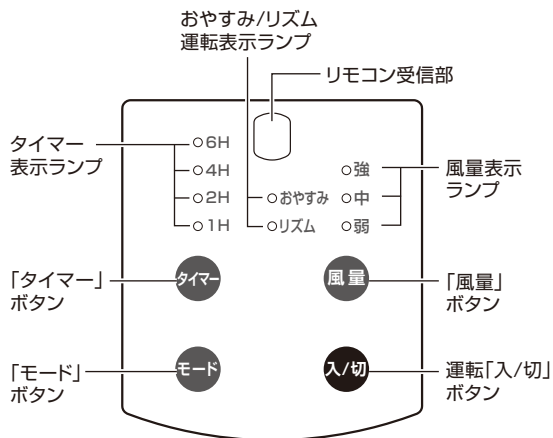 おやすみ/リズム
運転表示ランプ
リモコン受信部
タイマー
表示ランプ
6H
4H
2H
1H
おやすみ
リズム
強
中
弱
風量表示
ランプ
「タイマー」
ボタン
タイマー
風量
「風量」
ボタン
「モード」
ボタン
モード
入/切
運転「入/切」
ボタン